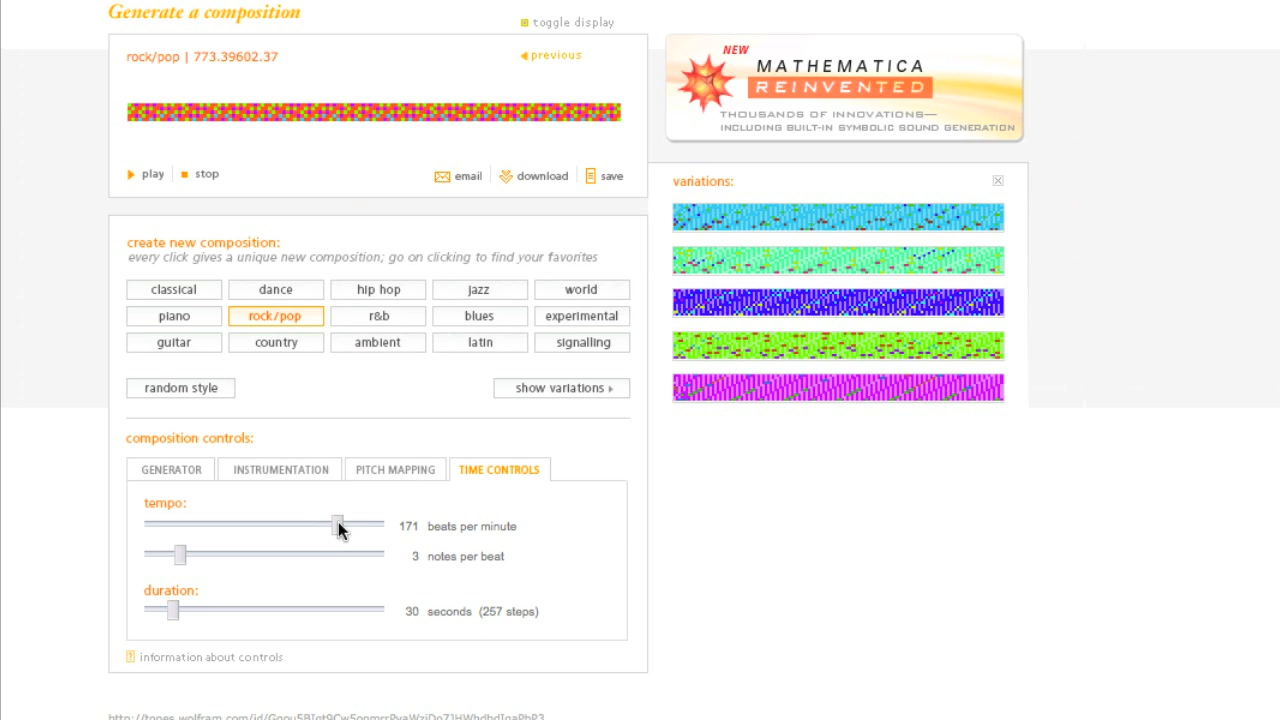 Generate a composition
toggle display
rock/pop | 773.39602.37
previous
play
stop
email
download
save
NEW
MATHEMATICA
REINVENTED
THOUSANDS OF INNOVATIONS—
INCLUDING BUILT-IN SYMBOLIC SOUND GENERATION
variations:
create new composition:
every click gives a unique new composition; go on clicking to find your favorites
classical dance hip hop jazz world
piano rock/pop r&b blues experimental
guitar country ambient latin signalling
random style show variations
composition controls:
GENERATOR INSTRUMENTATION PITCH MAPPING TIME CONTROLS
tempo:
171 beats per minute
3 notes per beat
duration:
30 seconds (257 steps)
? information about controls